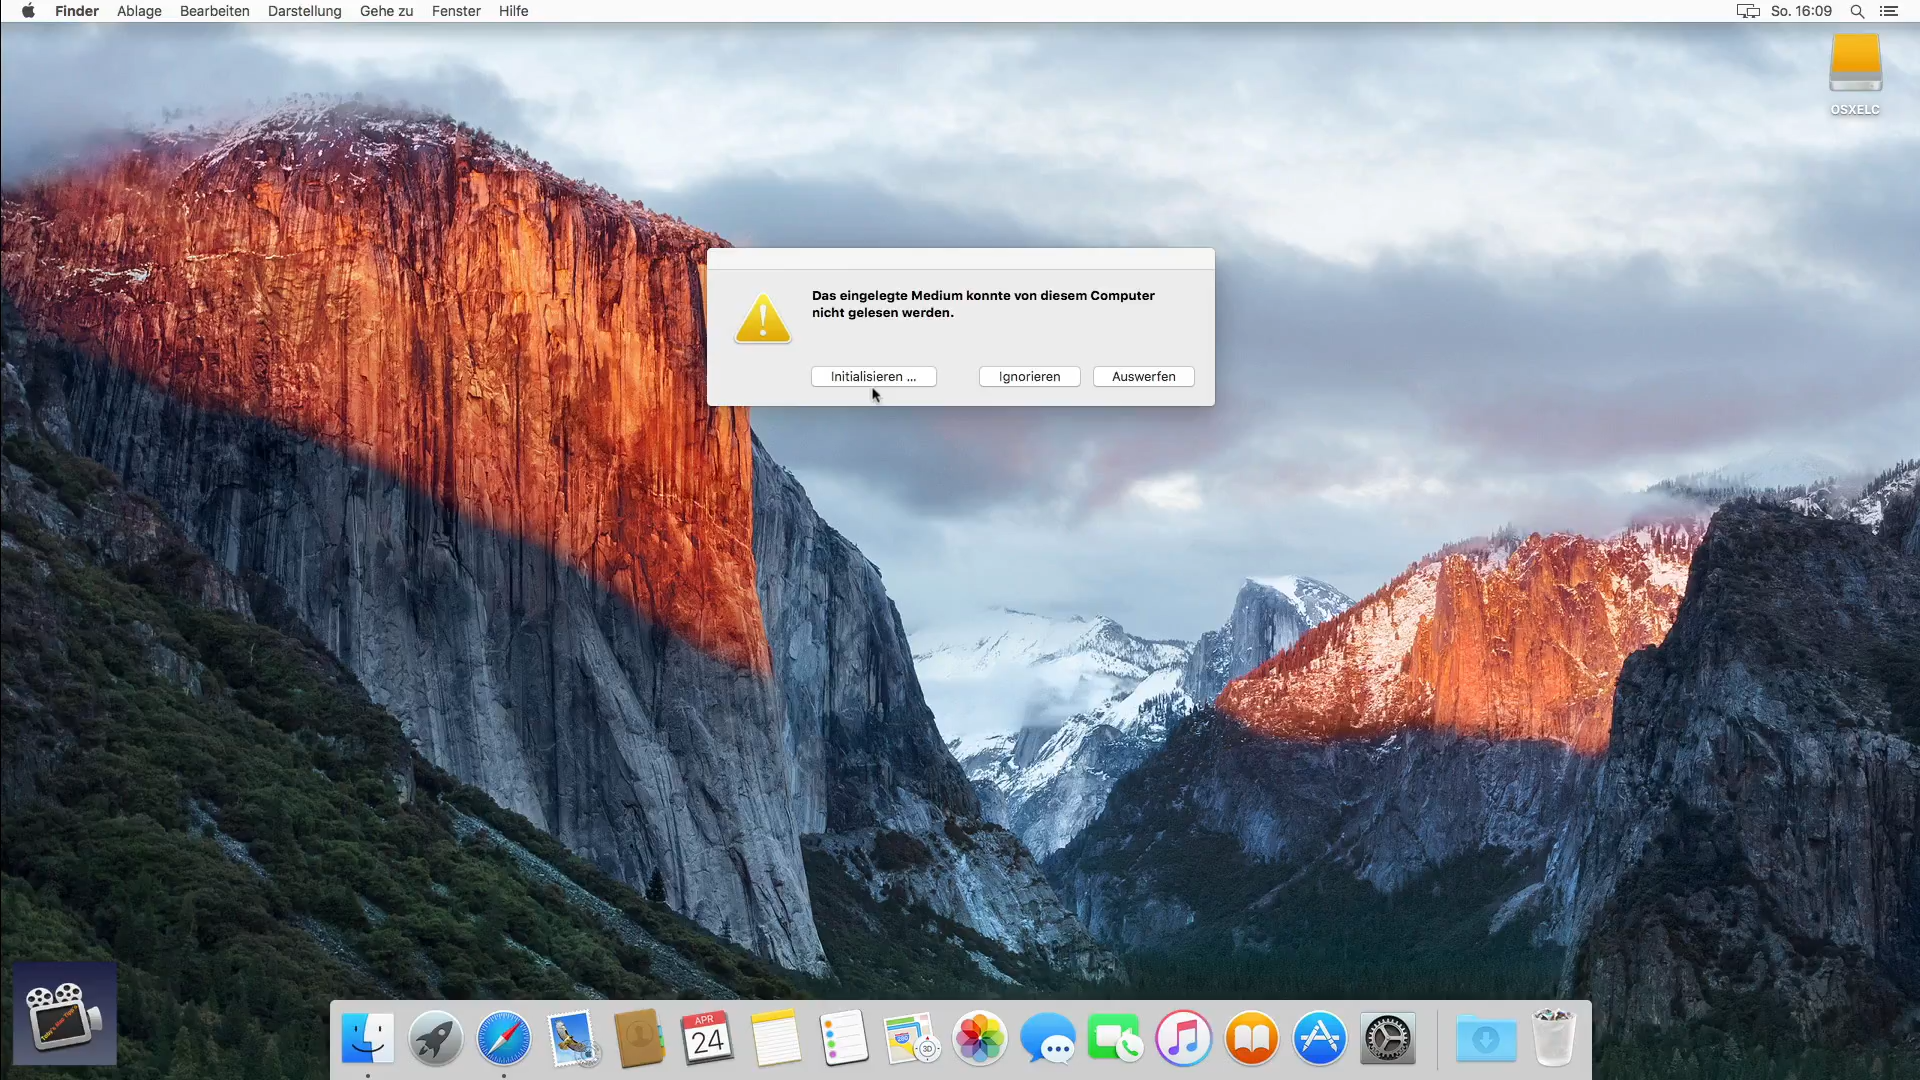 Finder Ablage Bearbeiten Darstellung Gehe zu Fenster Hilfe So. 16:09
OSXELC
Das eingelegte Medium konnte von diesem Computer
nicht gelesen werden.
Initialisieren ... Ignorieren Auswerfen
APR
24
3D